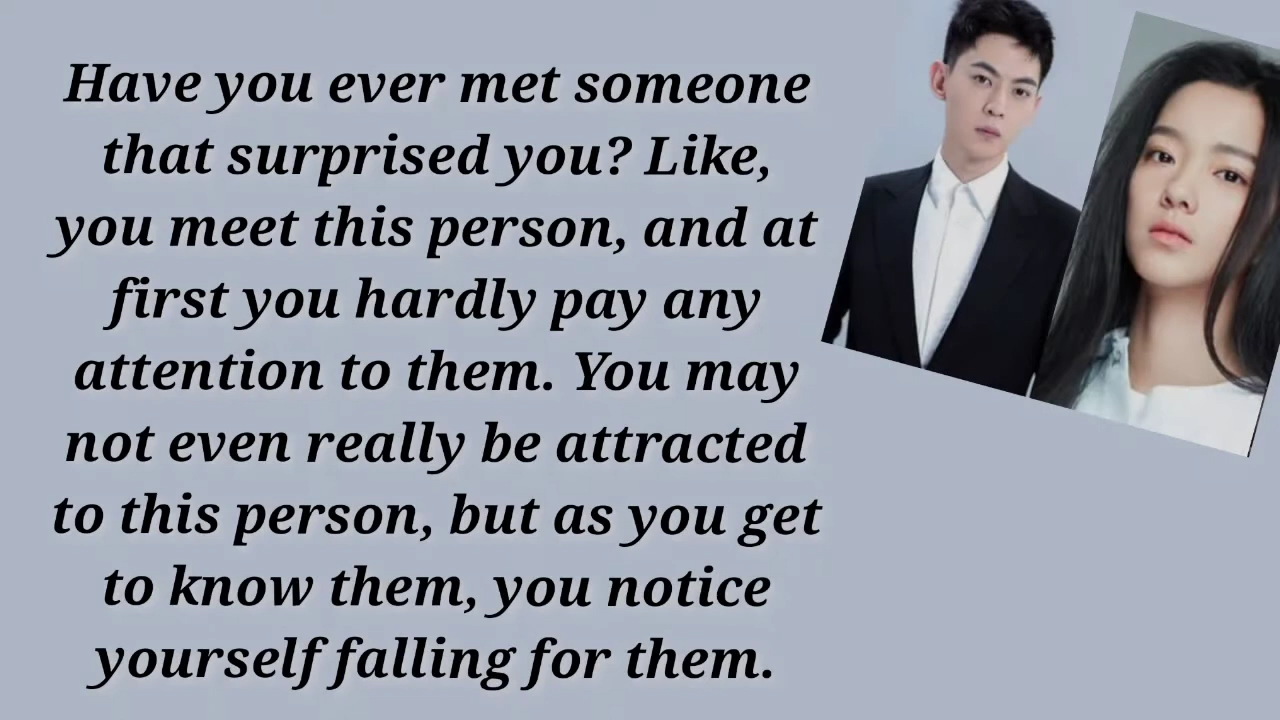 Have you ever met someone
that surprised you? Like,
you meet this person, and at
first you hardly pay any
attention to them. You may
not even really be attracted
to this person, but as you get
to know them, you notice
yourself falling for them.